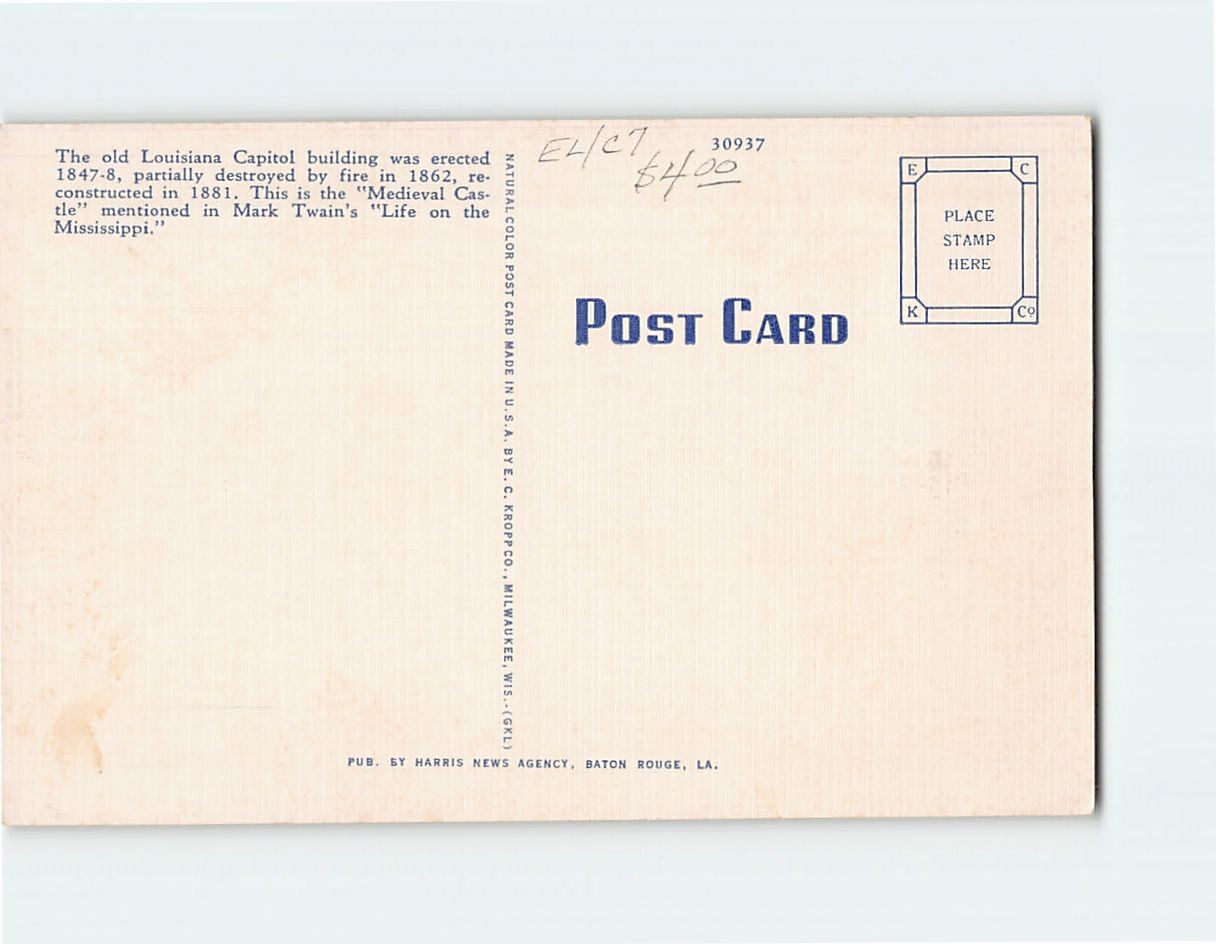 The old Louisiana Capitol building was erected
1847-8, partially destroyed by fire in 1862, re-
constructed in 1881. This is the "Medieval Cas-
tle" mentioned in Mark Twain's "Life on the
Mississippi."
NATURAL COLOR POST CARD MADE IN U.S.A. BY E. C. KROPP CO., MILWAUKEE, WIS.-(GKL)
EL/C7
$4.00
30937
E C
PLACE
STAMP
HERE
K Co
POST CARD
PUB. BY HARRIS NEWS AGENCY, BATON ROUGE, LA.